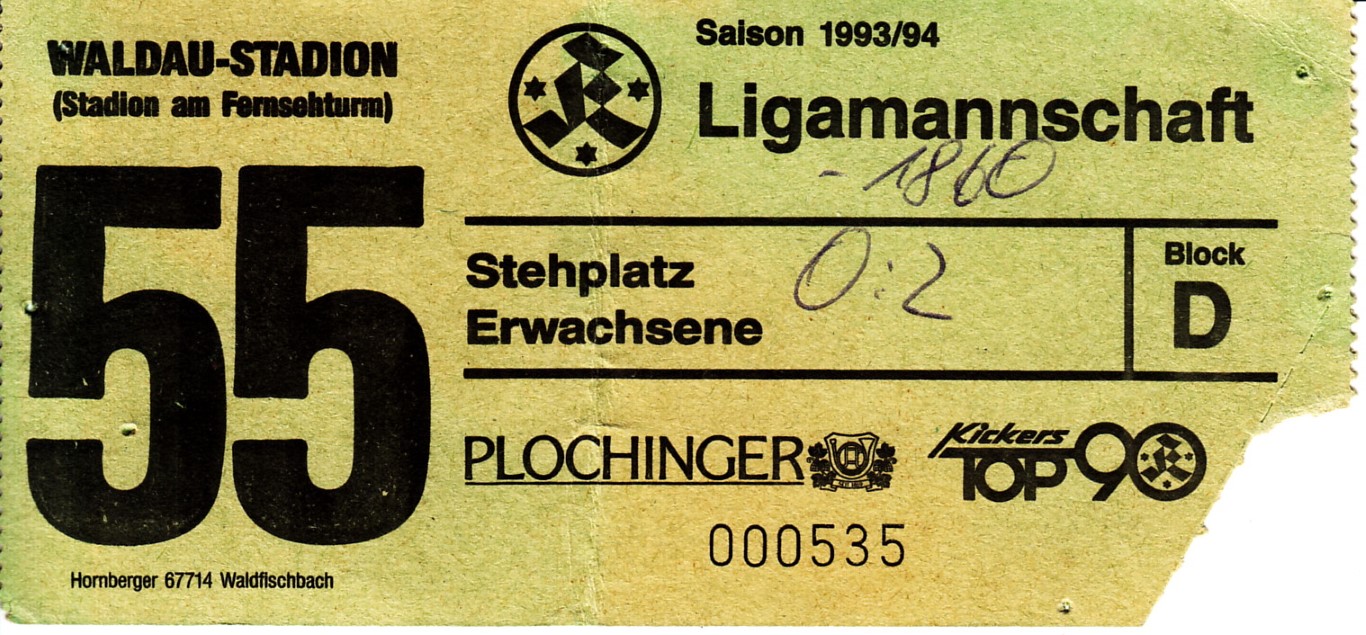 WALDAU-STADION
(Stadion am Fernsehturm)
55
Hornberger 67714 Waldfischbach
Saison 1993/94
Ligamannschaft
- 1860
Stehplatz
Erwachsene
0:2
Block
D
PLOCHINGER
Kickers
TOP 90
000535